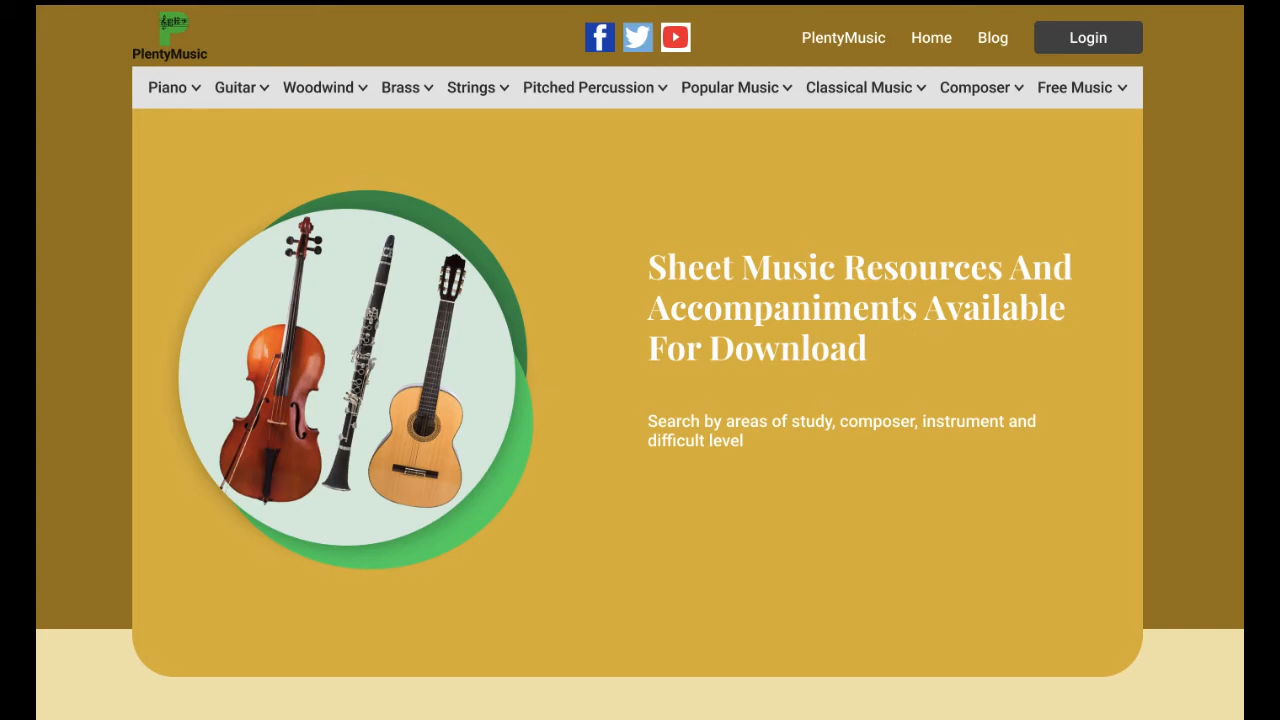 PlentyMusic
PlentyMusic Home Blog Login
Piano Guitar Woodwind Brass Strings Pitched Percussion Popular Music Classical Music Composer Free Music
Sheet Music Resources And
Accompaniments Available
For Download
Search by areas of study, composer, instrument and
difficult level